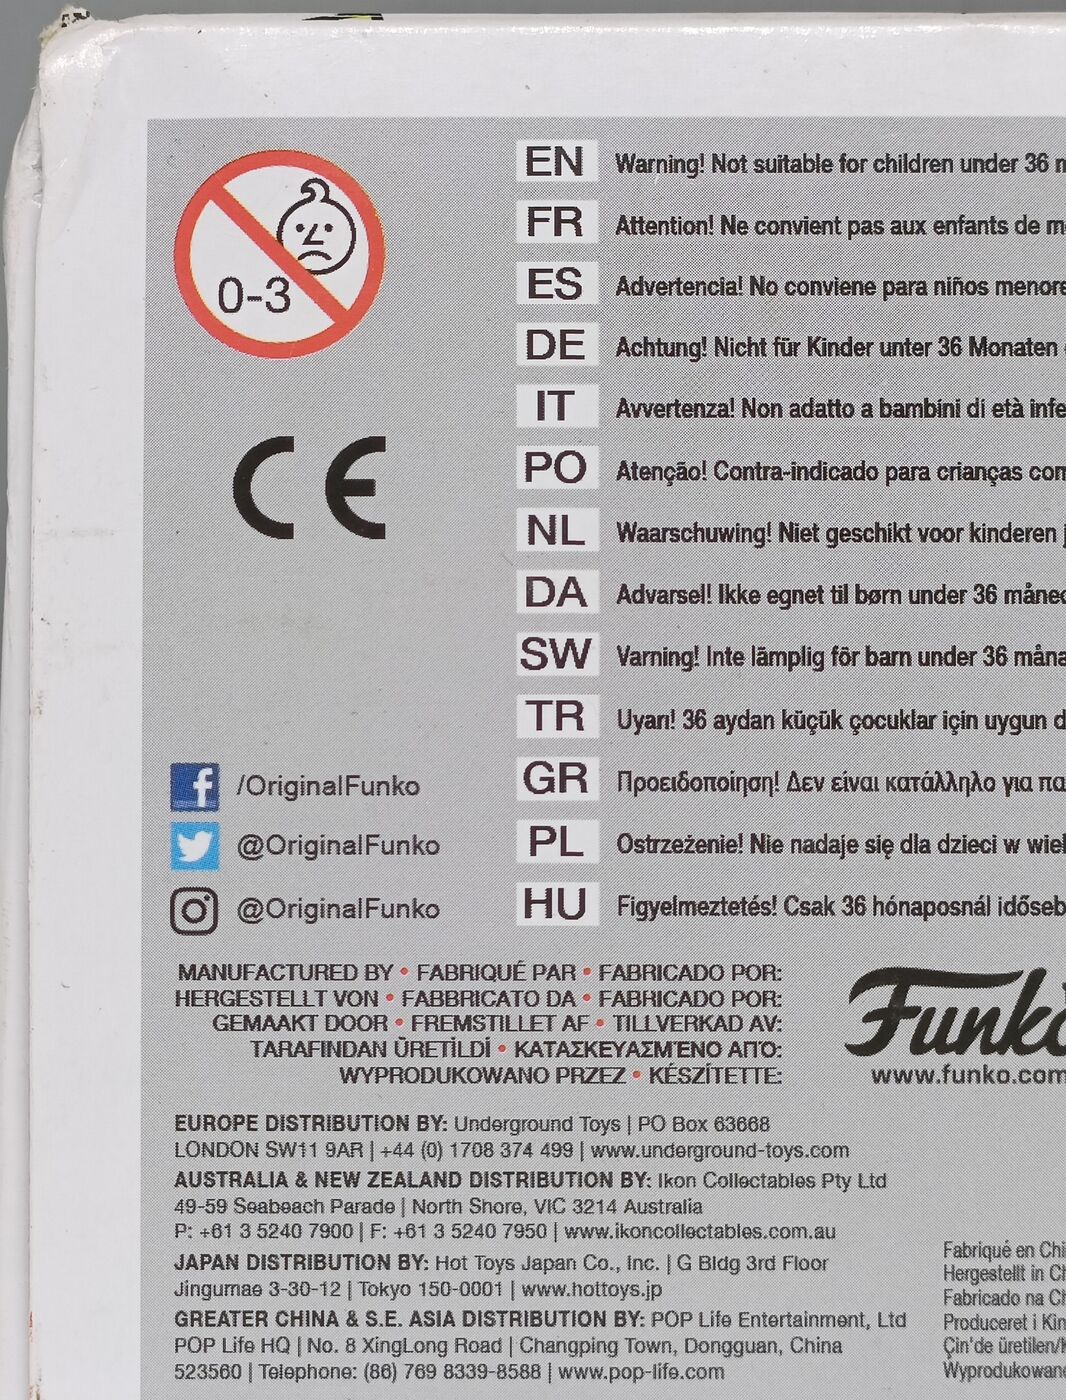 0-3
EN Warning! Not suitable for children under 36
FR Attention! Ne convient pas aux enfants de
ES Advertencia! No conviene para niños
DE Achtung! Nicht für Kinder unter 36 Monaten
IT Avvertenza! Non adatto a bambini di età
PO Atenção! Contra-indicado para crianças
NL Waarschuwing! Niet geschikt voor kinderen
DA Advarsel! Ikke egnet til børn under 36
SW Varning! Inte lämplig för barn under 36
TR Uyarı! 36 aydan küçük çocuklar için uygun
GR Προειδοποίηση! Δεν είναι κατάλληλο για
PL Ostrzeżenie! Nie nadaje się dla dzieci w
HU Figyelmeztetés! Csak 36 hónaposnál
CE
/OriginalFunko
@OriginalFunko
@OriginalFunko
MANUFACTURED BY • FABRIQUÉ PAR • FABRICADO POR:
HERGESTELLT VON • FABBRICATO DA • FABRICADO POR:
GEMAAKT DOOR • FREMSTILLET AF • TILLVERKAD AV:
TARAFINDAN ÜRETİLDİ • ΚΑΤΑΣΚΕΥΑΣΜΈΝΟ ΑΠΌ:
WYPRODUKOWANO PRZEZ • KÉSZÍTETTE:
Funko
www.funko.com
EUROPE DISTRIBUTION BY: Underground Toys | PO Box 63668
LONDON SW11 9AR | +44 (0) 1708 374 499 | www.underground-toys.com
AUSTRALIA & NEW ZEALAND DISTRIBUTION BY: Ikon Collectables Pty Ltd
49-59 Seabeach Parade | North Shore, VIC 3214 Australia
P: +61 3 5240 7900 | F: +61 3 5240 7950 | www.ikoncollectables.com.au
JAPAN DISTRIBUTION BY: Hot Toys Japan Co., Inc. | G Bldg 3rd Floor
Jingumae 3-30-12 | Tokyo 150-0001 | www.hottoys.jp
GREATER CHINA & S.E. ASIA DISTRIBUTION BY: POP Life Entertainment, Ltd
POP Life HQ | No. 8 XingLong Road | Changping Town, Dongguan, China
523560 | Telephone: (86) 769 8339-8588 | www.pop-life.com
Fabriqué en
Hergestellt in
Fabricado na
Produceret i
Çin'de